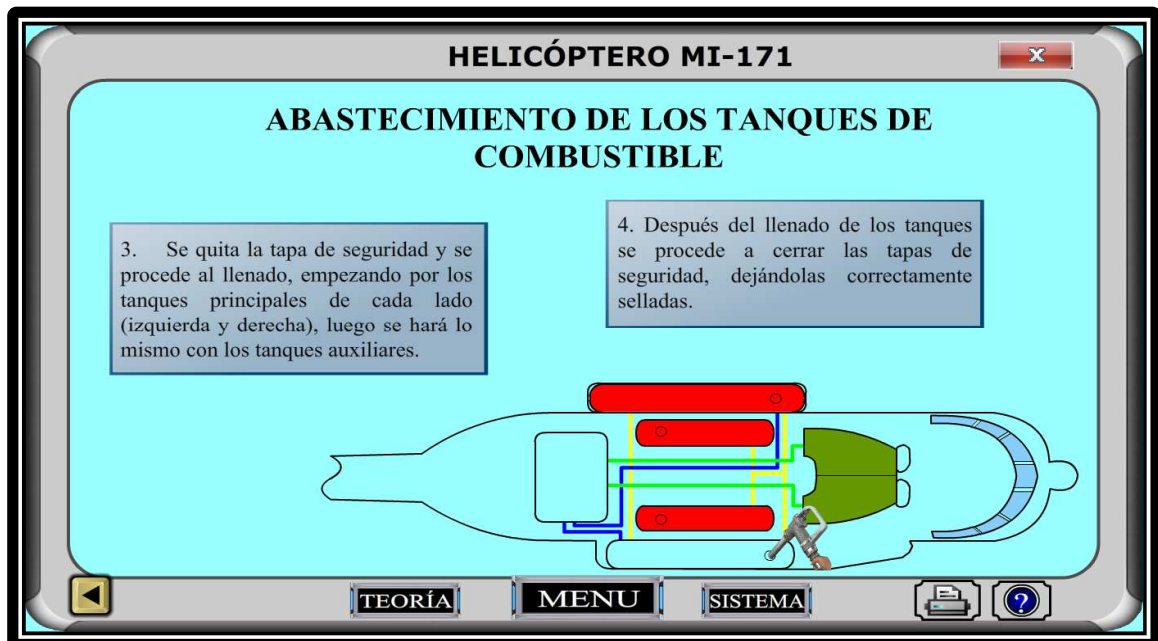 HELICÓPTERO MI-171
X
ABASTECIMIENTO DE LOS TANQUES DE
COMBUSTIBLE
3. Se quita la tapa de seguridad y se
procede al llenado, empezando por los
tanques principales de cada lado
(izquierda y derecha), luego se hará lo
mismo con los tanques auxiliares.
4. Después del llenado de los tanques
se procede a cerrar las tapas de
seguridad, dejándolas correctamente
selladas.
TEORÍA
MENU
SISTEMA
?